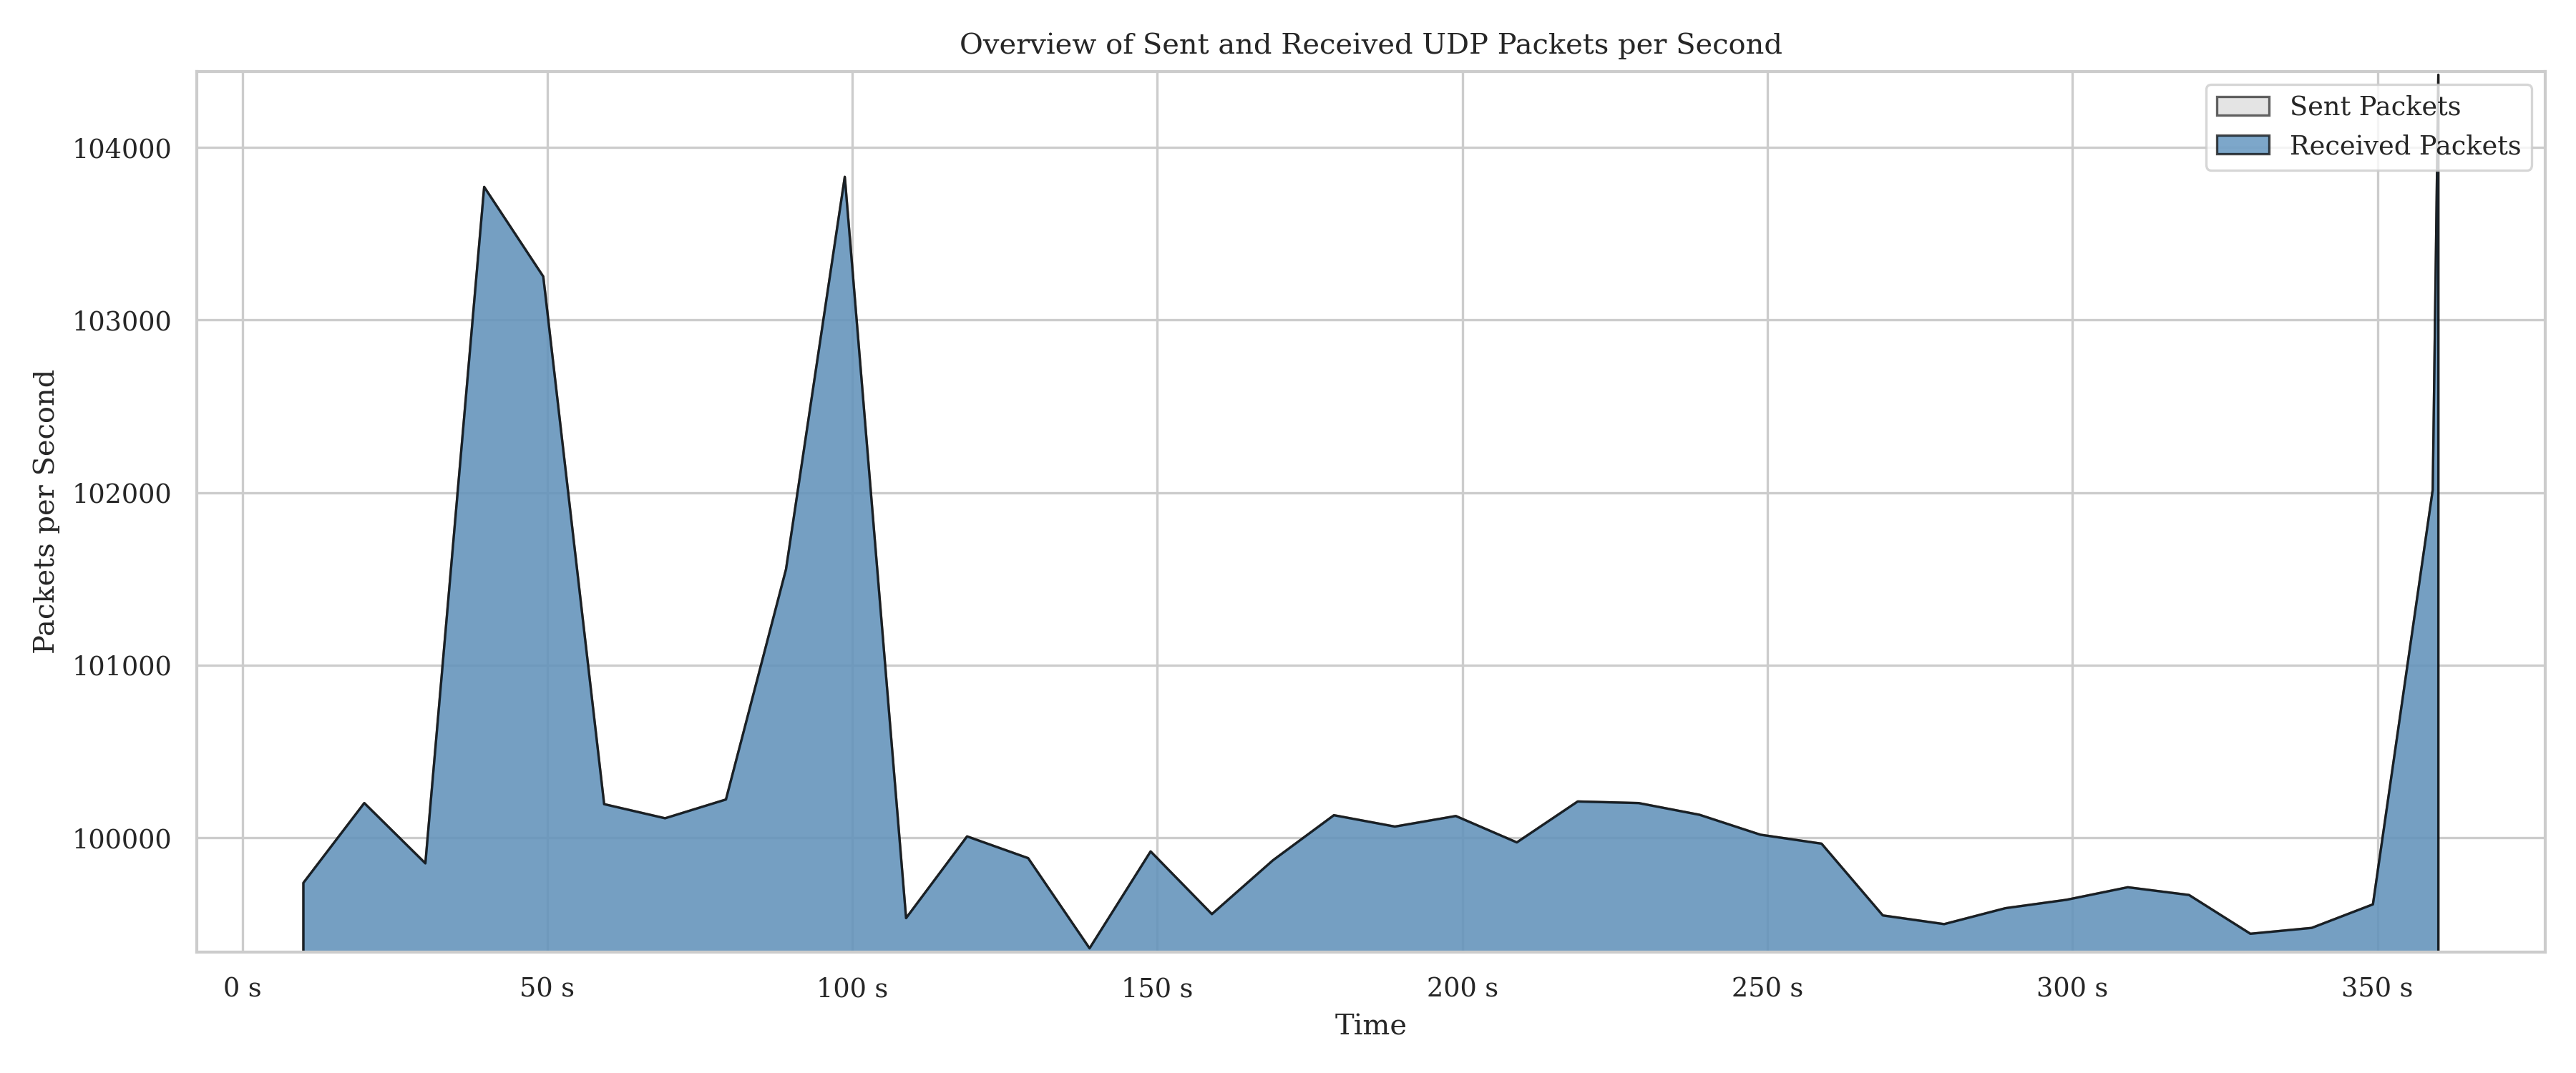 Overview of Sent and Received UDP Packets per Second
Sent Packets
Received Packets
Packets per Second
104000
103000
102000
101000
100000
0 s
50 s
100 s
150 s
200 s
250 s
300 s
350 s
Time